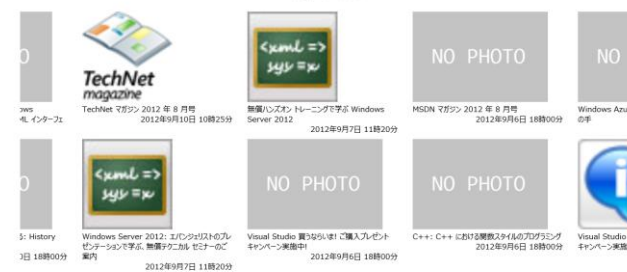 TechNet
magazine
<xml =>
sys =x
NO PHOTO
NO
TechNet マガジン 2012 年 8 月号
2012年9月10日 10時25分
無償ハンズオン トレーニングで学ぶ Windows
Server 2012
2012年9月7日 11時20分
MSDN マガジン 2012 年 8 月号
2012年9月6日 18時00分
Windows Azu
の手
ML インターフェ
<xml =>
sys =x
NO PHOTO
NO PHOTO
i
: History
18時00分
Windows Server 2012: エバンジェリストのプレ
ゼンテーションで学ぶ、無償テクニカル セミナーのご
案内
2012年9月7日 11時20分
Visual Studio 買うならいま! ご購入プレゼント
キャンペーン実施中!
2012年9月6日 18時00分
C++: C++ における関数スタイルのプログラミング
2012年9月6日 18時00分
Visual Studio
キャンペーン実施